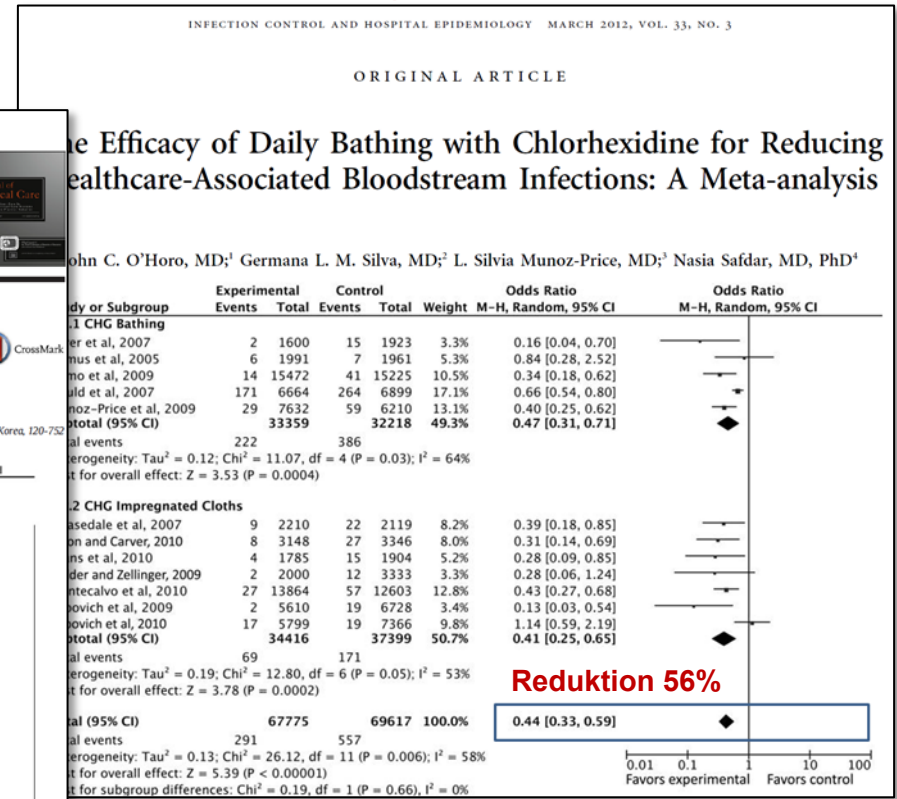 INFECTION CONTROL AND HOSPITAL EPIDEMIOLOGY MARCH 2012, VOL. 33, NO. 3
ORIGINAL ARTICLE
e Efficacy of Daily Bathing with Chlorhexidine for Reducing
ealthcare-Associated Bloodstream Infections: A Meta-analysis
ohn C. O'Horo, MD;1 Germana L. M. Silva, MD;2 L. Silvia Munoz-Price, MD;3 Nasia Safdar, MD, PhD4
al Care
CrossMark
Korea, 120-752
Experimental Control Odds Ratio Odds Ratio
dy or Subgroup Events Total Events Total Weight M-H, Random, 95% CI M-H, Random, 95% CI
.1 CHG Bathing
er et al, 2007 2 1600 15 1923 3.3% 0.16 [0.04, 0.70]
mus et al, 2005 6 1991 7 1961 5.3% 0.84 [0.28, 2.52]
mo et al, 2009 14 15472 41 15225 10.5% 0.34 [0.18, 0.62]
uld et al, 2007 171 6664 264 6899 17.1% 0.66 [0.54, 0.80]
noz-Price et al, 2009 29 7632 59 6210 13.1% 0.40 [0.25, 0.62]
ototal (95% CI) 33359 32218 49.3% 0.47 [0.31, 0.71]
al events 222 386
erogeneity: Tau² = 0.12; Chi² = 11.07, df = 4 (P = 0.03); I² = 64%
t for overall effect: Z = 3.53 (P = 0.0004)
.2 CHG Impregnated Cloths
asedale et al, 2007 9 2210 22 2119 8.2% 0.39 [0.18, 0.85]
on and Carver, 2010 8 3148 27 3346 8.0% 0.31 [0.14, 0.69]
ns et al, 2010 4 1785 15 1904 5.2% 0.28 [0.09, 0.85]
der and Zellinger, 2009 2 2000 12 3333 3.3% 0.28 [0.06, 1.24]
ntecalvo et al, 2010 27 13864 57 12603 12.8% 0.43 [0.27, 0.68]
ovich et al, 2009 2 5610 19 6728 3.4% 0.13 [0.03, 0.54]
ovich et al, 2010 17 5799 19 7366 9.8% 1.14 [0.59, 2.19]
ototal (95% CI) 34416 37399 50.7% 0.41 [0.25, 0.65]
al events 69 171
erogeneity: Tau² = 0.19; Chi² = 12.80, df = 6 (P = 0.05); I² = 53%
t for overall effect: Z = 3.78 (P = 0.0002)
Reduktion 56%
tal (95% CI) 67775 69617 100.0% 0.44 [0.33, 0.59]
al events 291 557
erogeneity: Tau² = 0.13; Chi² = 26.12, df = 11 (P = 0.006); I² = 58%
t for overall effect: Z = 5.39 (P < 0.00001)
t for subgroup differences: Chi² = 0.19, df = 1 (P = 0.66), I² = 0%
0.01 0.1 1 10 100
Favors experimental Favors control